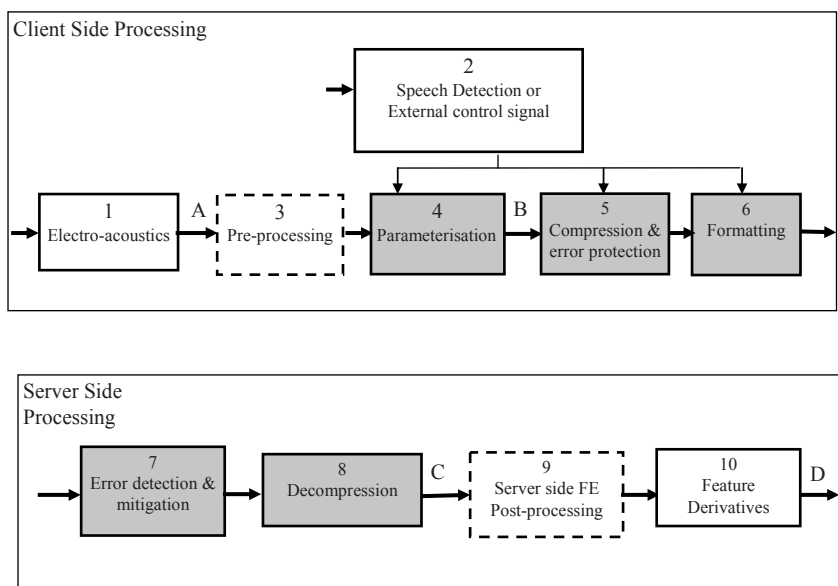 Client Side Processing
2
Speech Detection or
External control signal
1
Electro-acoustics
A
3
Pre-processing
4
Parameterisation
B
5
Compression &
error protection
6
Formatting
Server Side
Processing
7
Error detection &
mitigation
8
Decompression
C
9
Server side FE
Post-processing
10
Feature
Derivatives
D